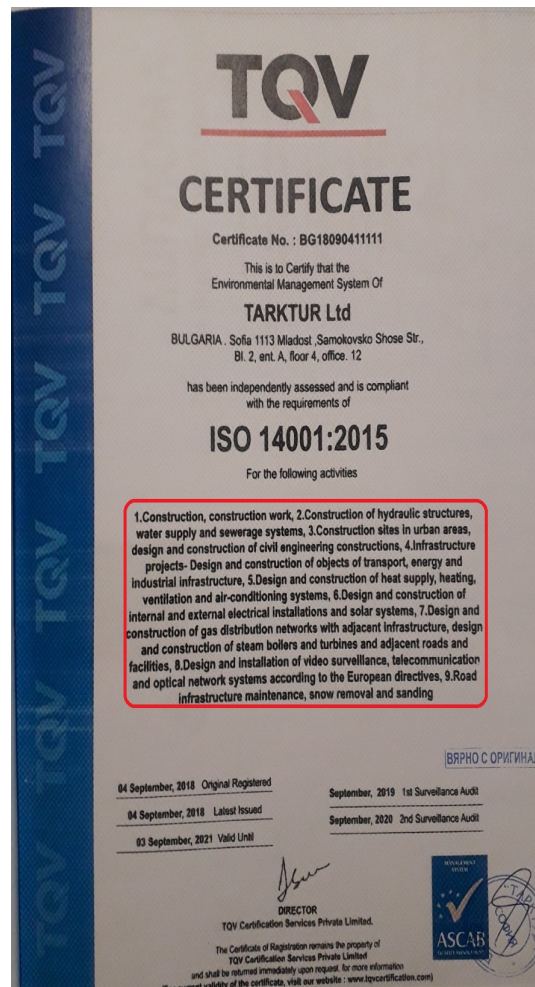 TQV
CERTIFICATE
Certificate No. : BG18090411111
This is to Certify that the
Environmental Management System Of
TARKTUR Ltd
BULGARIA . Sofia 1113 Mladost ,Samokovsko Shose Str.,
Bl. 2, ent. A, floor 4, office. 12
has been independently assessed and is compliant
with the requirements of
ISO 14001:2015
For the following activities
1.Construction, construction work, 2.Construction of hydraulic structures,
water supply and sewerage systems, 3.Construction sites in urban areas,
design and construction of civil engineering constructions, 4.Infrastructure
projects- Design and construction of objects of transport, energy and
industrial infrastructure, 5.Design and construction of heat supply, heating,
ventilation and air-conditioning systems, 6.Design and construction of
internal and external electrical installations and solar systems, 7.Design and
construction of gas distribution networks with adjacent infrastructure, design
and construction of steam boilers and turbines and adjacent roads and
facilities, 8.Design and installation of video surveillance, telecommunication
and optical network systems according to the European directives, 9.Road
infrastructure maintenance, snow removal and sanding
ВЯРНО С ОРИГИНАЛ
04 September, 2018 Original Registered
04 September, 2018 Latest Issued
03 September, 2021 Valid Until
September, 2019 1st Surveillance Audit
September, 2020 2nd Surveillance Audit
DIRECTOR
TQV Certification Services Private Limited.
The Certificate of Registration remains the property of
TQV Certification Services Private Limited
and shall be returned immediately upon request, for more information
validity of the certificate, visit our website : www.tqvcertification.com)
MANAGEMENT
SYSTEM
ASCAB
СОФИЯ
TQV
TQV
TQV
TQV
TQV
TQV